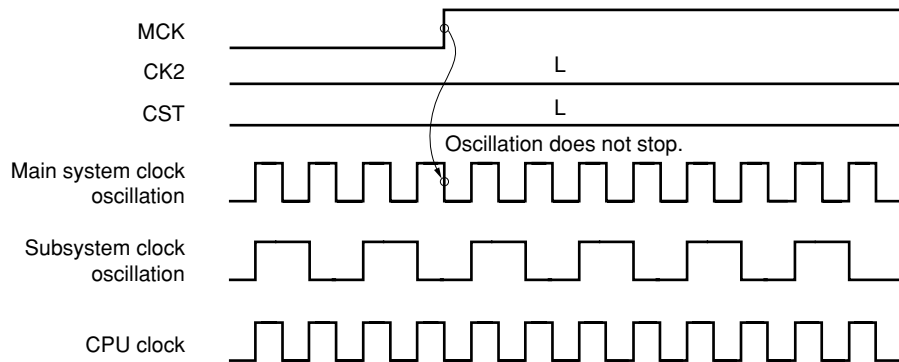 MCK
CK2
L
CST
L
Oscillation does not stop.
Main system clock
oscillation
Subsystem clock
oscillation
CPU clock